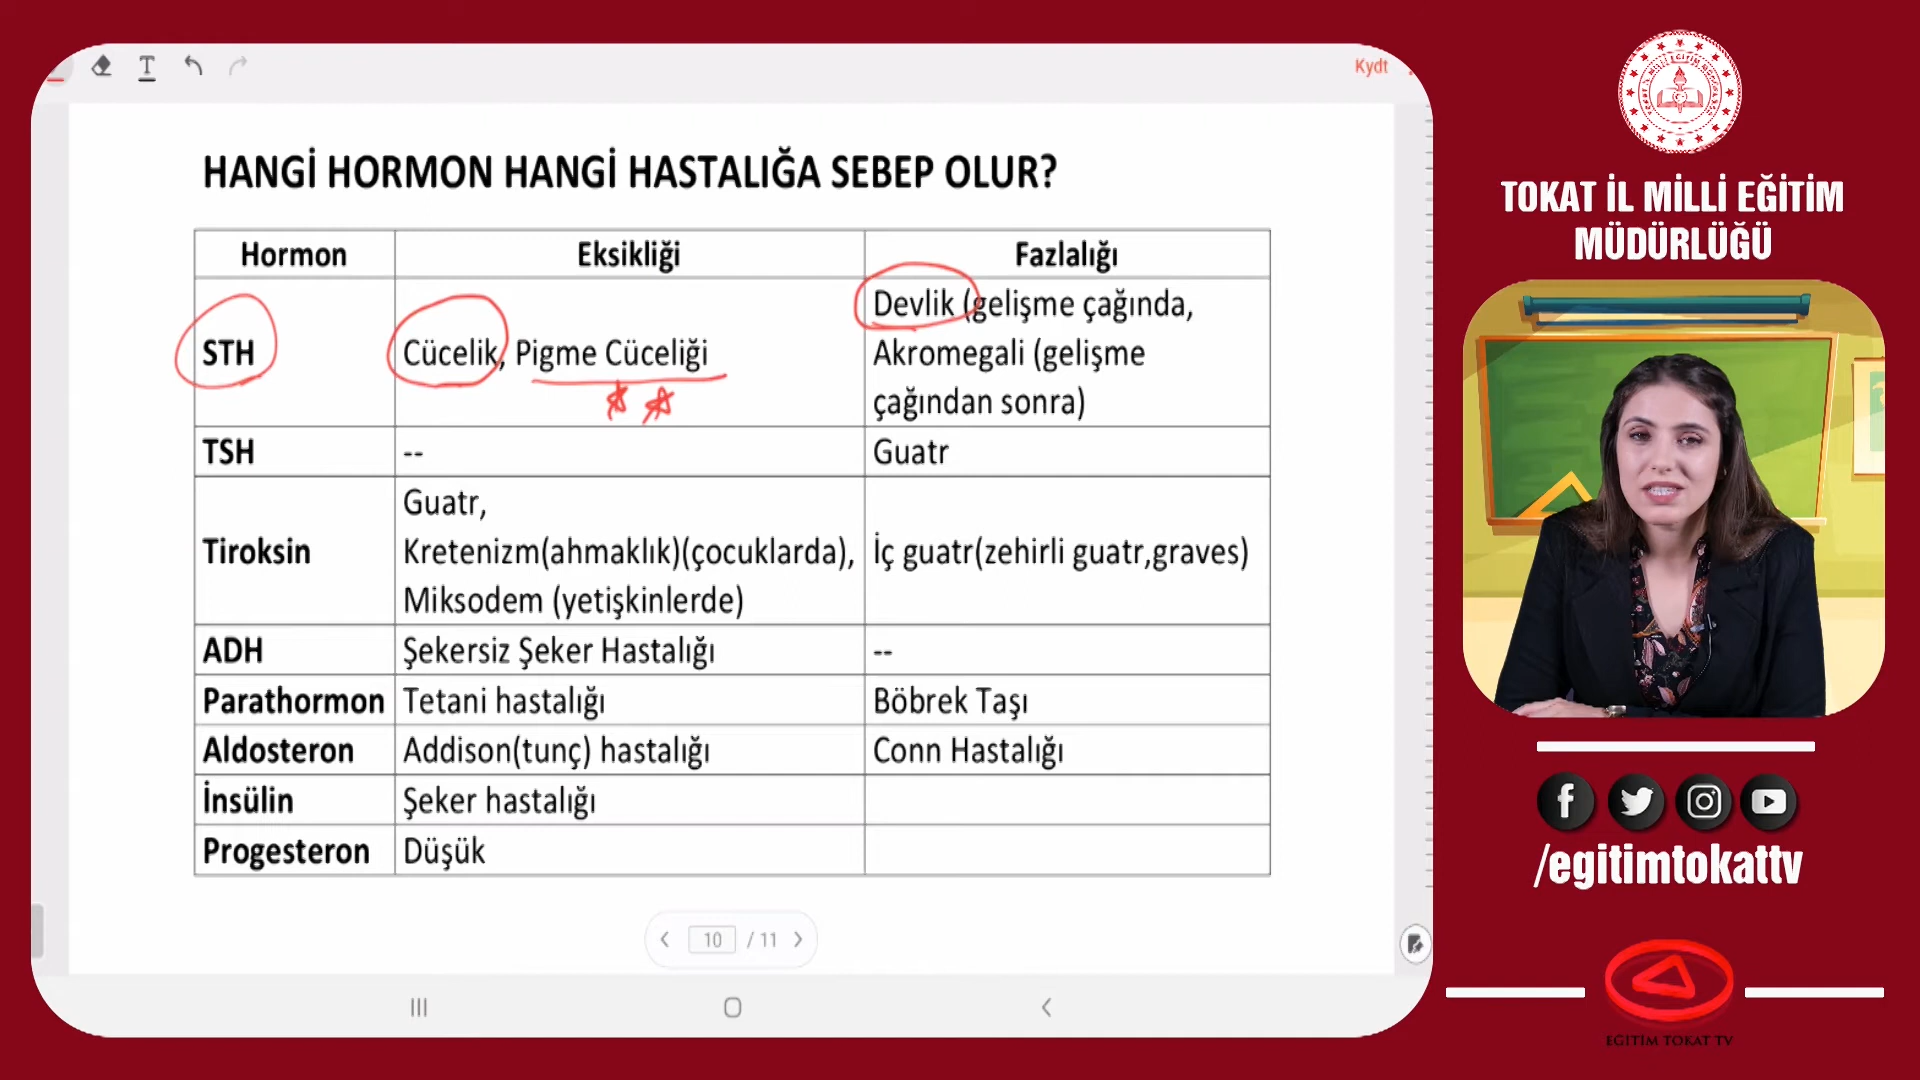 T
Kydt
HANGİ HORMON HANGİ HASTALIĞA SEBEP OLUR?
Hormon Eksikliği Fazlalığı
STH Cücelik, Pigme Cüceliği Devlik (gelişme çağında,
Akromegali (gelişme
çağından sonra)
TSH -- Guatr
Tiroksin Guatr,
Kretenizm(ahmaklık)(çocuklarda),
Miksodem (yetişkinlerde)
İç guatr(zehirli guatr,graves)
ADH Şekersiz Şeker Hastalığı --
Parathormon Tetani hastalığı Böbrek Taşı
Aldosteron Addison(tunç) hastalığı Conn Hastalığı
İnsülin Şeker hastalığı
Progesteron Düşük
10 / 11
TOKAT İL MİLLİ EĞİTİM
MÜDÜRLÜĞÜ
/egitimtokattv
EĞİTİM TOKAT TV